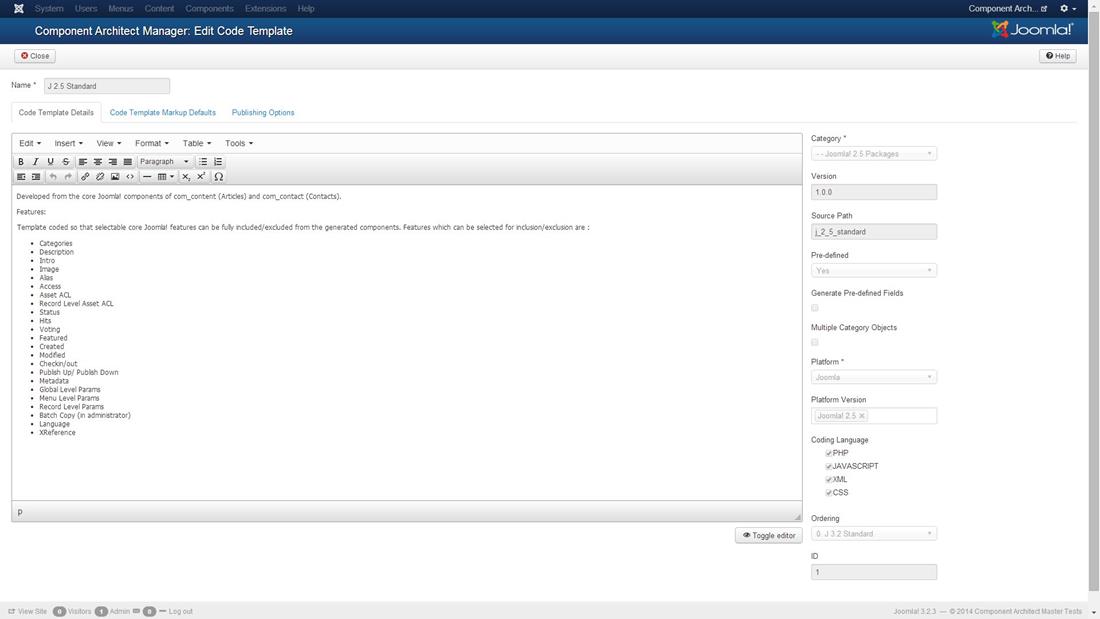 System Users Menus Content Components Extensions Help Component Arch...
Component Architect Manager: Edit Code Template Joomla!
Close Help
Name * J 2.5 Standard
Code Template Details Code Template Markup Defaults Publishing Options
Edit Insert View Format Table Tools
B I U S Paragraph
Developed from the core Joomla! components of com_content (Articles) and com_contact (Contacts).
Features:
Template coded so that selectable core Joomla! features can be fully included/excluded from the generated components. Features which can be selected for inclusion/exclusion are :
Categories
Description
Intro
Image
Alias
Access
Asset ACL
Record Level Asset ACL
Status
Hits
Voting
Featured
Created
Modified
Checkin/out
Publish Up/ Publish Down
Metadata
Global Level Params
Menu Level Params
Record Level Params
Batch Copy (in administrator)
Language
XReference
p
Toggle editor
Category *
- - Joomla! 2.5 Packages
Version
1.0.0
Source Path
j_2_5_standard
Pre-defined
Yes
Generate Pre-defined Fields
Multiple Category Objects
Platform *
Joomla
Platform Version
Joomla! 2.5
Coding Language
PHP
JAVASCRIPT
XML
CSS
Ordering
0. J 3.2 Standard
ID
1
View Site 0 Visitors 1 Admin 0 Log out Joomla! 3.2.3 — © 2014 Component Architect Master Tests